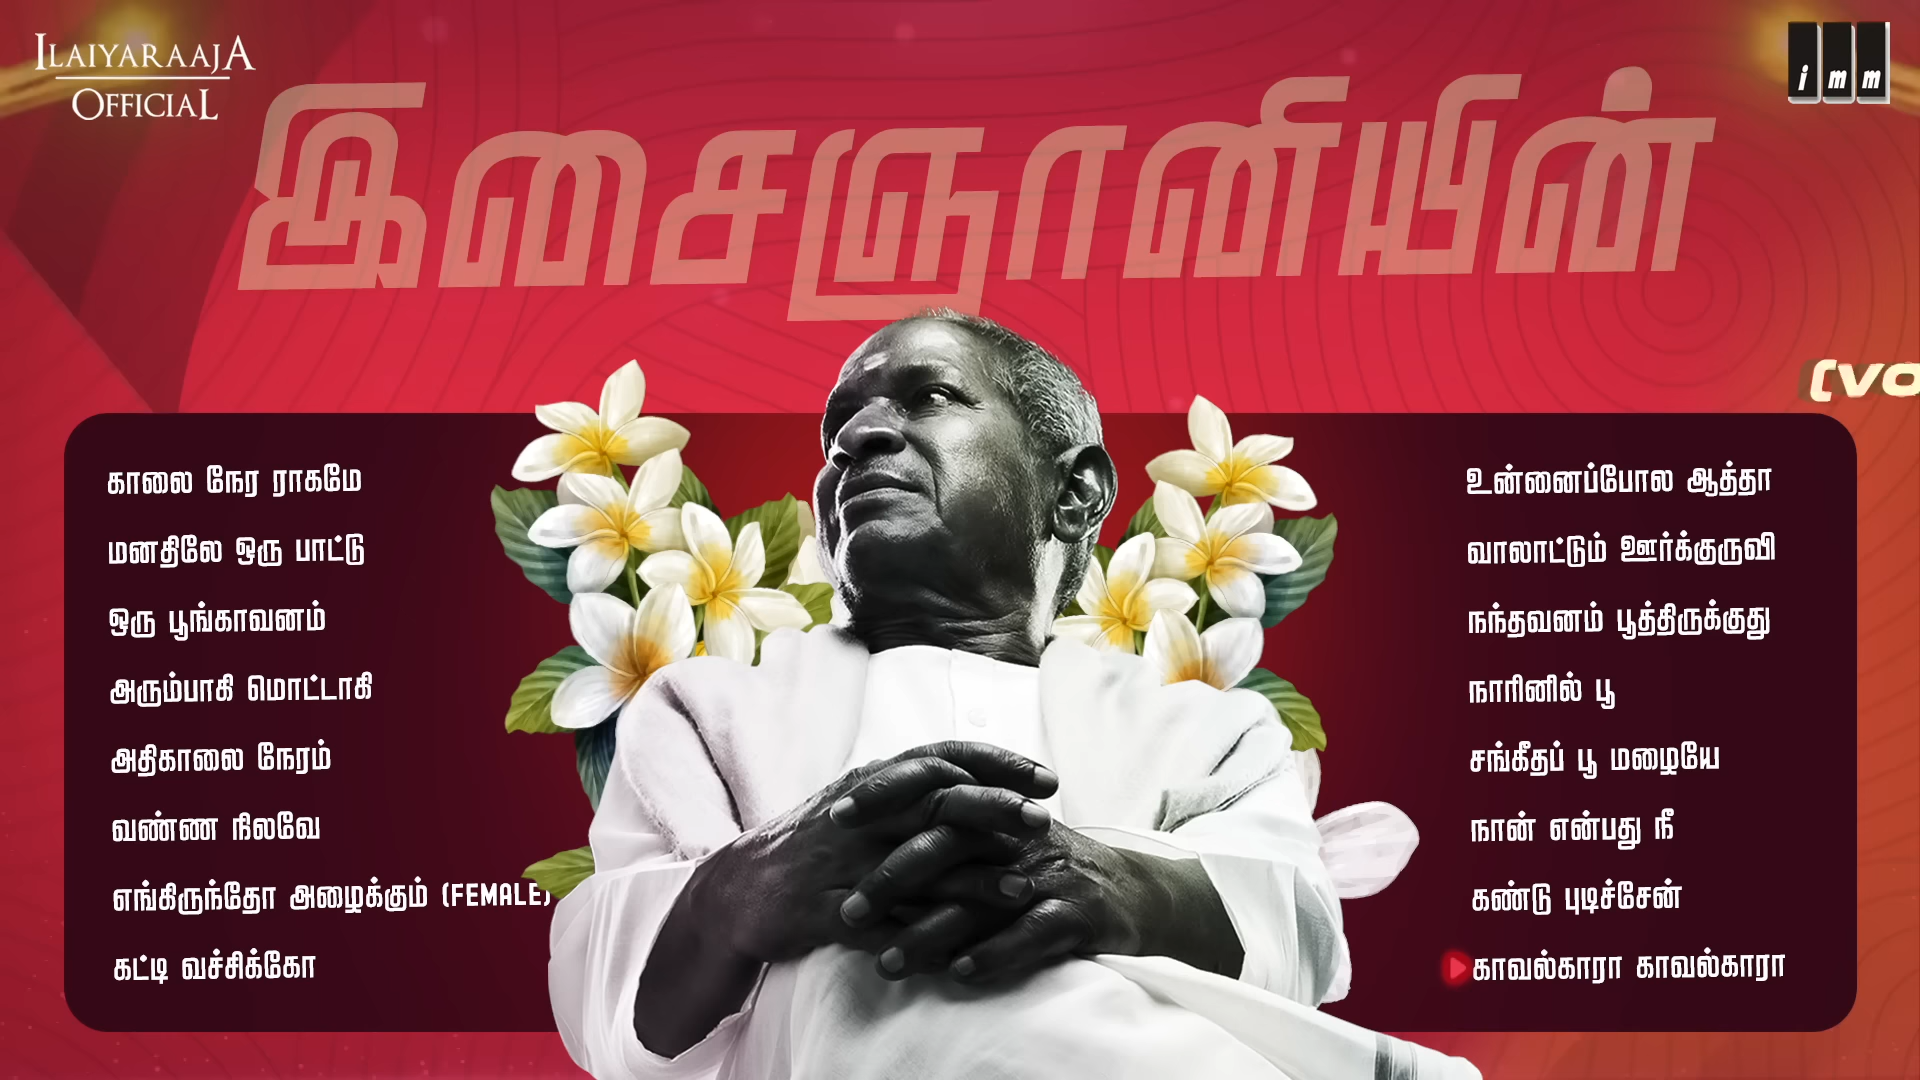 ILAIYARAAJA
OFFICIAL
imm
இசைஞானியின்
(VO
காலை நேர ராகமே
மனதிலே ஒரு பாட்டு
ஒரு பூங்காவனம்
அரும்பாகி மொட்டாகி
அதிகாலை நேரம்
வண்ண நிலவே
எங்கிருந்தோ அழைக்கும் (FEMALE)
கட்டி வச்சிக்கோ
உன்னைப்போல ஆத்தா
வாலாட்டும் ஊர்க்குருவி
நந்தவனம் பூத்திருக்குது
நாரினில் பூ
சங்கீதப் பூ மழையே
நான் என்பது நீ
கண்டு புடிச்சேன்
காவல்காரா காவல்காரா